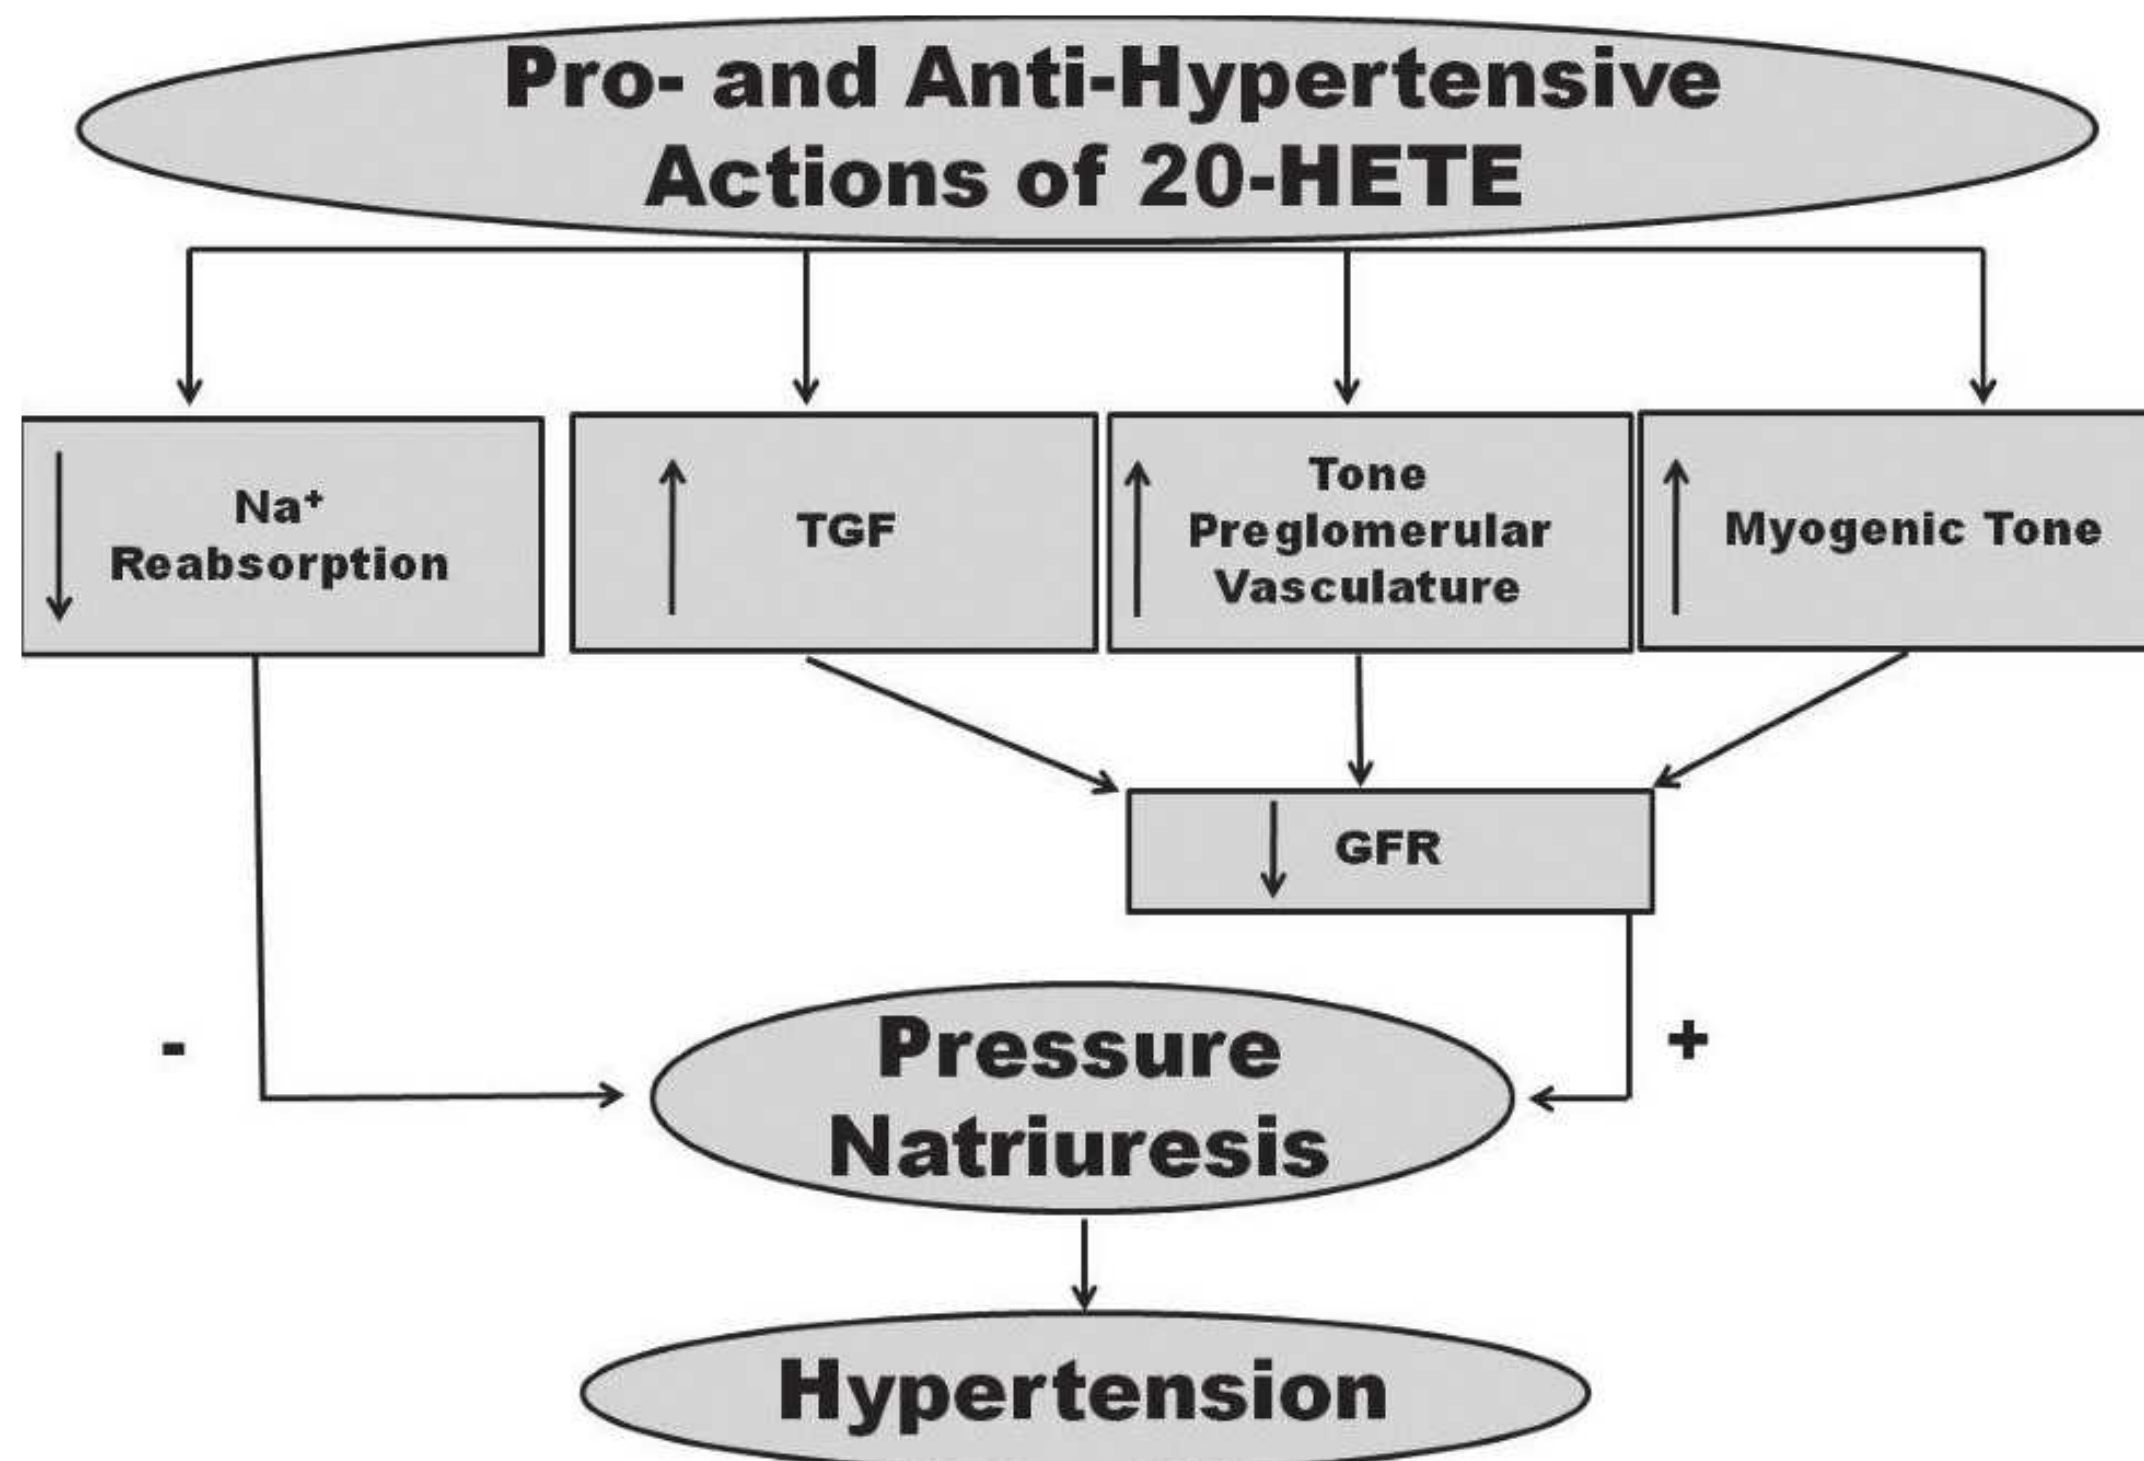 Pro- and Anti-Hypertensive
Actions of 20-HETE
Na⁺
Reabsorption
TGF
Tone
Preglomerular
Vasculature
Myogenic Tone
GFR
-
+
Pressure
Natriuresis
Hypertension